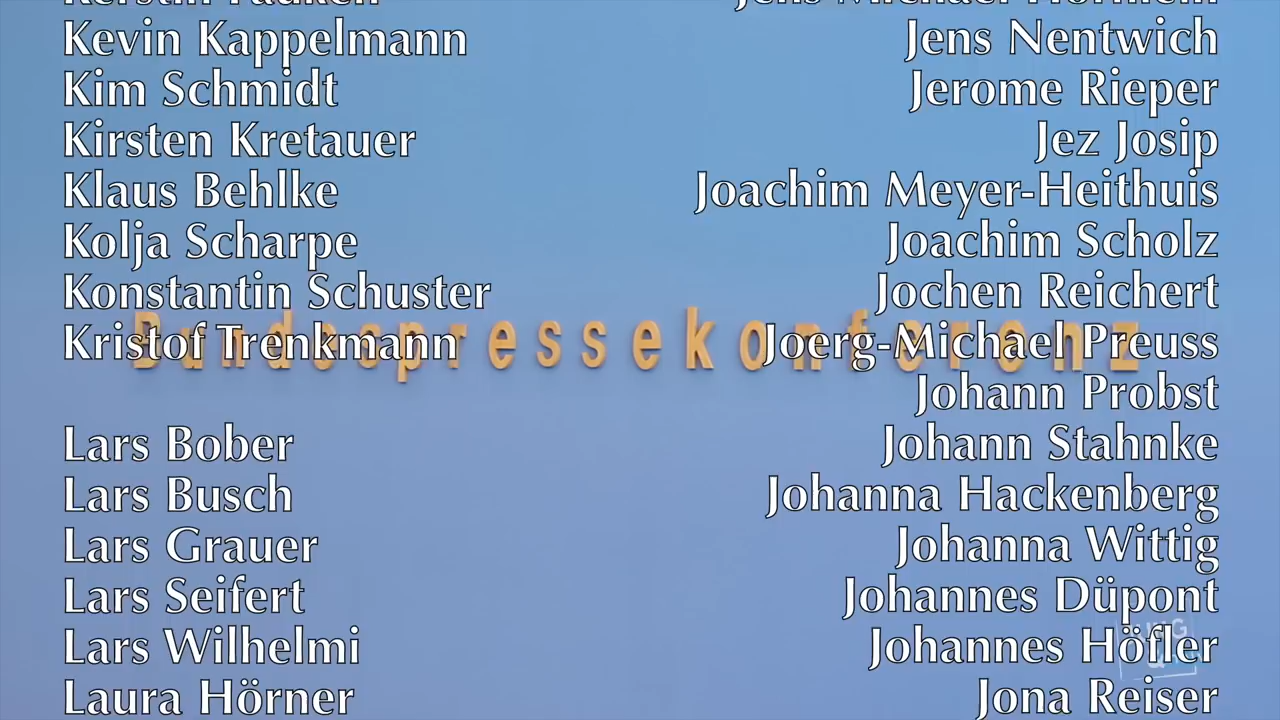 Kevin Kappelmann
Kim Schmidt
Kirsten Kretauer
Klaus Behlke
Kolja Scharpe
Konstantin Schuster
Kristof Trenkmann
Lars Bober
Lars Busch
Lars Grauer
Lars Seifert
Lars Wilhelmi
Laura Hörner
Jens Nentwich
Jerome Rieper
Jez Josip
Joachim Meyer-Heithuis
Joachim Scholz
Jochen Reichert
Joerg-Michael Preuss
Johann Probst
Johann Stahnke
Johanna Hackenberg
Johanna Wittig
Johannes Düpont
Johannes Höfler
Jona Reiser
Bundespressekonferenz